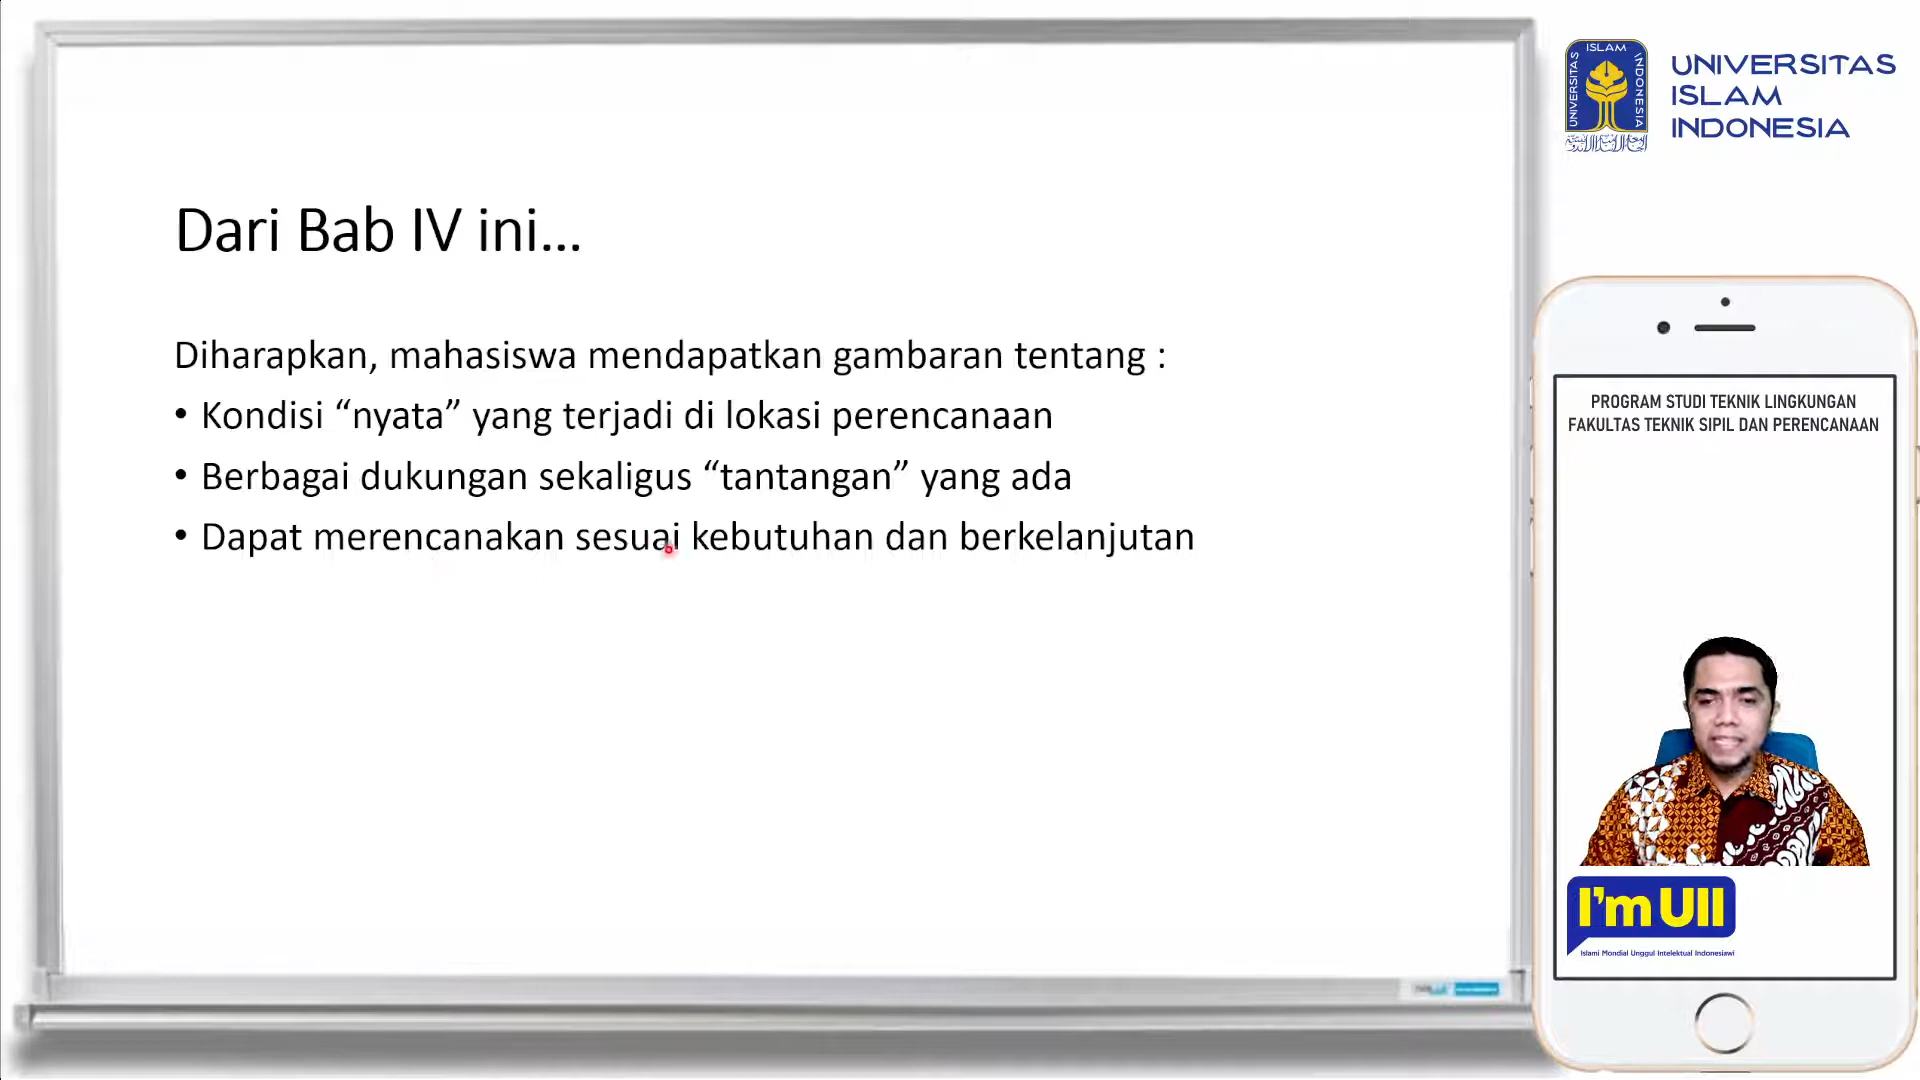 Dari Bab IV ini...
Diharapkan, mahasiswa mendapatkan gambaran tentang :
• Kondisi “nyata” yang terjadi di lokasi perencanaan
• Berbagai dukungan sekaligus “tantangan” yang ada
• Dapat merencanakan sesuai kebutuhan dan berkelanjutan
UNIVERSITAS ISLAM INDONESIA
UNIVERSITAS
ISLAM
INDONESIA
PROGRAM STUDI TEKNIK LINGKUNGAN
FAKULTAS TEKNIK SIPIL DAN PERENCANAAN
I'm UII
Islami Mondial Unggul Intelektual Indonesiawi